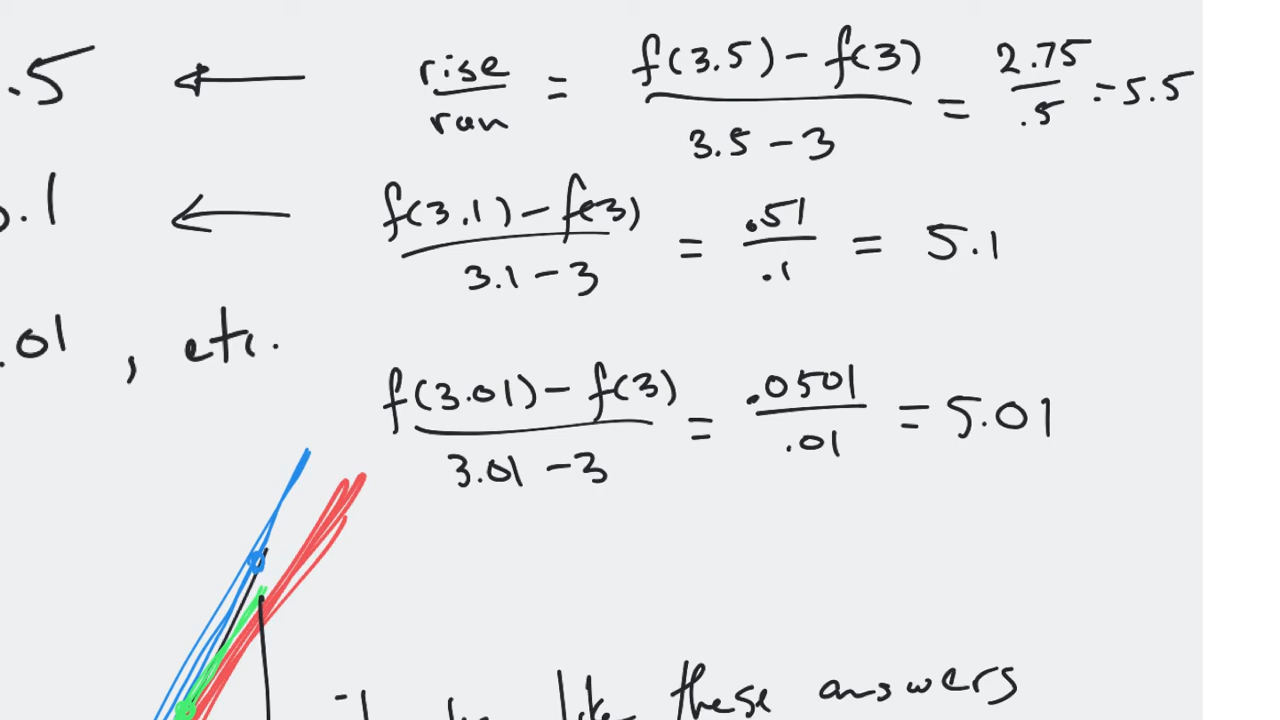 .5 ← rise/run = (f(3.5) - f(3))/(3.5 - 3) = 2.75/.5 = 5.5
.1 ← (f(3.1) - f(3))/(3.1 - 3) = .51/.1 = 5.1
.01 , etc.
(f(3.01) - f(3))/(3.01 - 3) = .0501/.01 = 5.01
like these answers